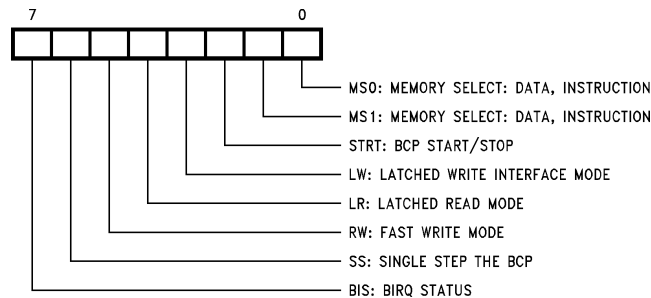 7 0
MS0: MEMORY SELECT: DATA, INSTRUCTION
MS1: MEMORY SELECT: DATA, INSTRUCTION
STRT: BCP START/STOP
LW: LATCHED WRITE INTERFACE MODE
LR: LATCHED READ MODE
RW: FAST WRITE MODE
SS: SINGLE STEP THE BCP
BIS: BIRQ STATUS